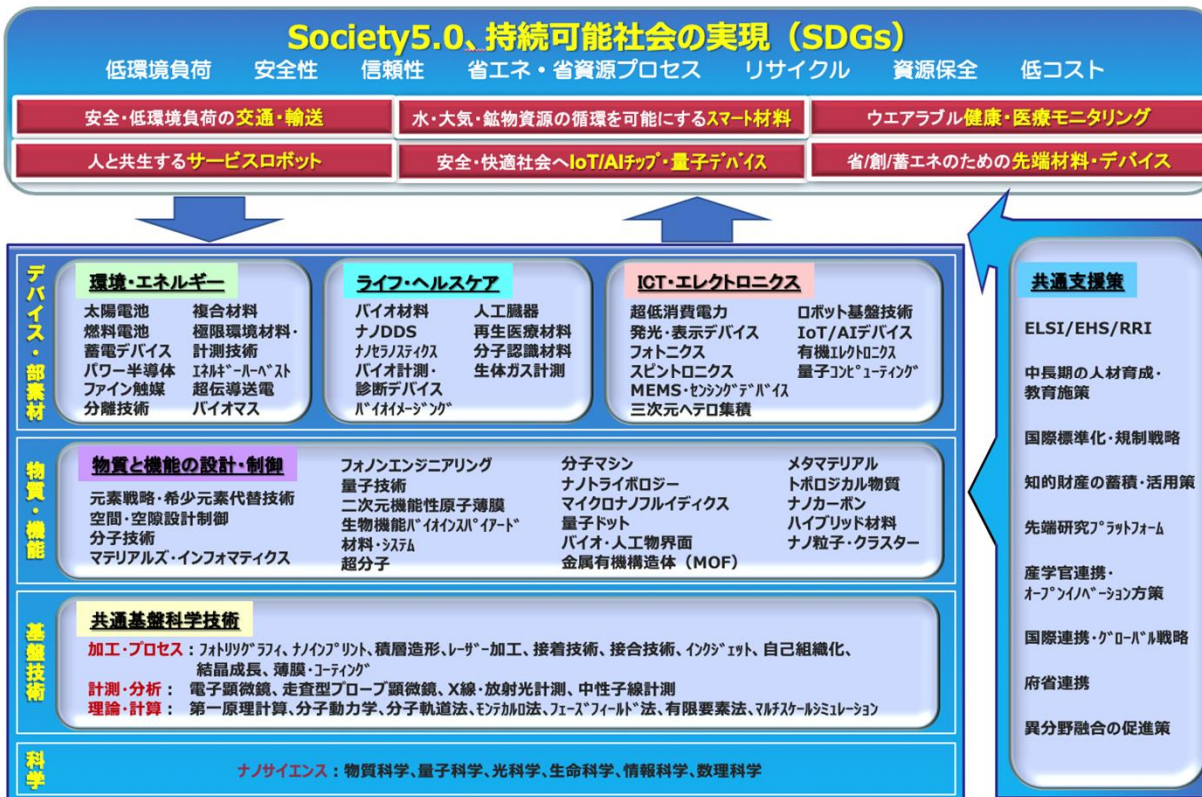 Society5.0、持続可能社会の実現（SDGs）
低環境負荷 安全性 信頼性 省エネ・省資源プロセス リサイクル 資源保全 低コスト
安全・低環境負荷の交通・輸送
水・大気・鉱物資源の循環を可能にするスマート材料
ウエアラブル健康・医療モニタリング
人と共生するサービスロボット
安全・快適社会へIoT/AIチップ・量子デバイス
省/創/蓄エネのための先端材料・デバイス
デバイス・部素材
環境・エネルギー
太陽電池
燃料電池
蓄電デバイス
パワー半導体
ファイン触媒
分離技術
複合材料
極限環境材料・
計測技術
エネルギーハーベスト
超伝導送電
バイオマス
ライフ・ヘルスケア
バイオ材料
ナノDDS
ナノセラノスティクス
バイオ計測・
診断デバイス
バイオイメージング
人工臓器
再生医療材料
分子認識材料
生体ガス計測
ICT・エレクトロニクス
超低消費電力
発光・表示デバイス
フォトニクス
スピントロニクス
MEMS・センシングデバイス
三次元ヘテロ集積
ロボット基盤技術
IoT/AIデバイス
有機エレクトロニクス
量子コンピューティング
物質・機能
物質と機能の設計・制御
元素戦略・希少元素代替技術
空間・空隙設計制御
分子技術
マテリアルズ・インフォマティクス
フォノンエンジニアリング
量子技術
二次元機能性原子薄膜
生物機能バイオインスパイアード
材料・システム
超分子
分子マシン
ナノトライボロジー
マイクロナノフルイディクス
量子ドット
バイオ・人工物界面
金属有機構造体（MOF）
メタマテリアル
トポロジカル物質
ナノカーボン
ハイブリッド材料
ナノ粒子・クラスター
基盤技術
共通基盤科学技術
加工・プロセス：フォトリソグラフィ、ナノインプリント、積層造形、レーザー加工、接着技術、接合技術、インクジェット、自己組織化、
結晶成長、薄膜・コーティング
計測・分析： 電子顕微鏡、走査型プローブ顕微鏡、X線・放射光計測、中性子線計測
理論・計算： 第一原理計算、分子動力学、分子軌道法、モンテカルロ法、フェーズフィールド法、有限要素法、マルチスケールシミュレーション
科学
ナノサイエンス：物質科学、量子科学、光科学、生命科学、情報科学、数理科学
共通支援策
ELSI/EHS/RRI
中長期の人材育成・
教育施策
国際標準化・規制戦略
知的財産の蓄積・活用策
先端研究プラットフォーム
産学官連携・
オープンイノベーション方策
国際連携・グローバル戦略
府省連携
異分野融合の促進策